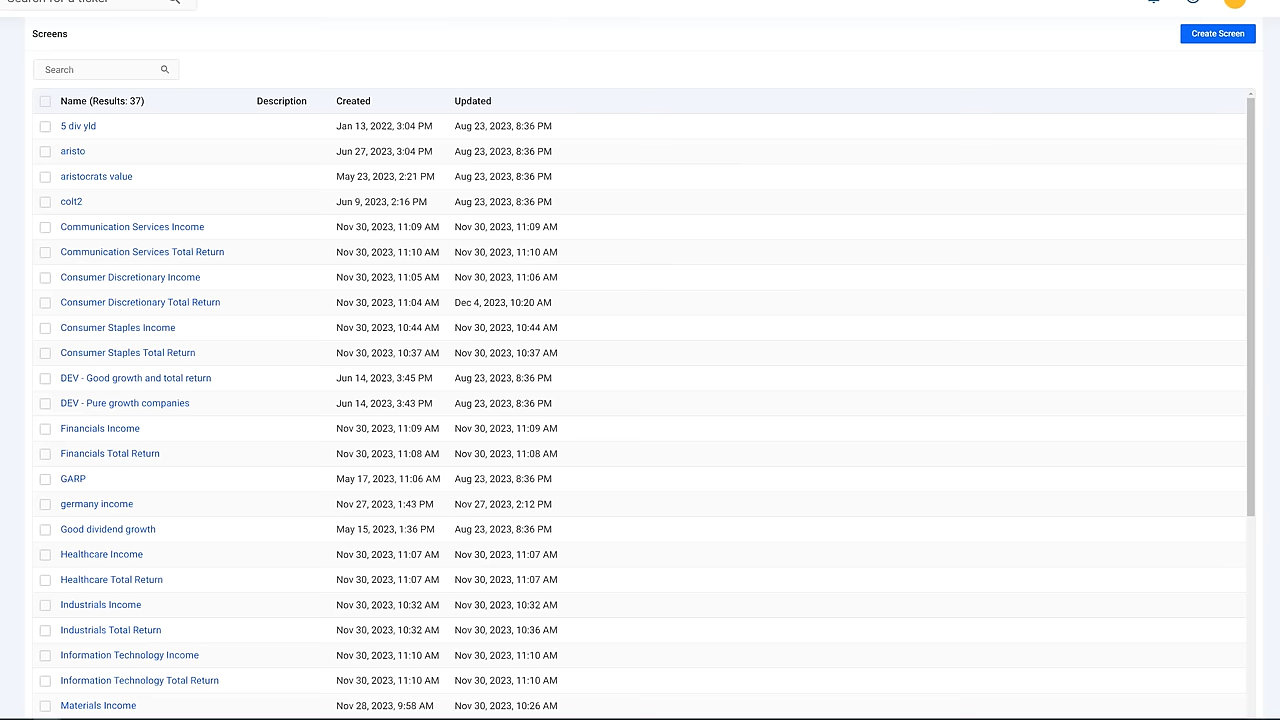 Search for a ticker
Screens
Create Screen
Search
Name (Results: 37) Description Created Updated
5 div yld Jan 13, 2022, 3:04 PM Aug 23, 2023, 8:36 PM
aristo Jun 27, 2023, 3:04 PM Aug 23, 2023, 8:36 PM
aristocrats value May 23, 2023, 2:21 PM Aug 23, 2023, 8:36 PM
colt2 Jun 9, 2023, 2:16 PM Aug 23, 2023, 8:36 PM
Communication Services Income Nov 30, 2023, 11:09 AM Nov 30, 2023, 11:09 AM
Communication Services Total Return Nov 30, 2023, 11:10 AM Nov 30, 2023, 11:10 AM
Consumer Discretionary Income Nov 30, 2023, 11:05 AM Nov 30, 2023, 11:06 AM
Consumer Discretionary Total Return Nov 30, 2023, 11:04 AM Dec 4, 2023, 10:20 AM
Consumer Staples Income Nov 30, 2023, 10:44 AM Nov 30, 2023, 10:44 AM
Consumer Staples Total Return Nov 30, 2023, 10:37 AM Nov 30, 2023, 10:37 AM
DEV - Good growth and total return Jun 14, 2023, 3:45 PM Aug 23, 2023, 8:36 PM
DEV - Pure growth companies Jun 14, 2023, 3:43 PM Aug 23, 2023, 8:36 PM
Financials Income Nov 30, 2023, 11:09 AM Nov 30, 2023, 11:09 AM
Financials Total Return Nov 30, 2023, 11:08 AM Nov 30, 2023, 11:08 AM
GARP May 17, 2023, 11:06 AM Aug 23, 2023, 8:36 PM
germany income Nov 27, 2023, 1:43 PM Nov 27, 2023, 2:12 PM
Good dividend growth May 15, 2023, 1:36 PM Aug 23, 2023, 8:36 PM
Healthcare Income Nov 30, 2023, 11:07 AM Nov 30, 2023, 11:07 AM
Healthcare Total Return Nov 30, 2023, 11:07 AM Nov 30, 2023, 11:07 AM
Industrials Income Nov 30, 2023, 10:32 AM Nov 30, 2023, 10:32 AM
Industrials Total Return Nov 30, 2023, 10:32 AM Nov 30, 2023, 10:36 AM
Information Technology Income Nov 30, 2023, 11:10 AM Nov 30, 2023, 11:10 AM
Information Technology Total Return Nov 30, 2023, 11:10 AM Nov 30, 2023, 11:10 AM
Materials Income Nov 28, 2023, 9:58 AM Nov 30, 2023, 10:26 AM